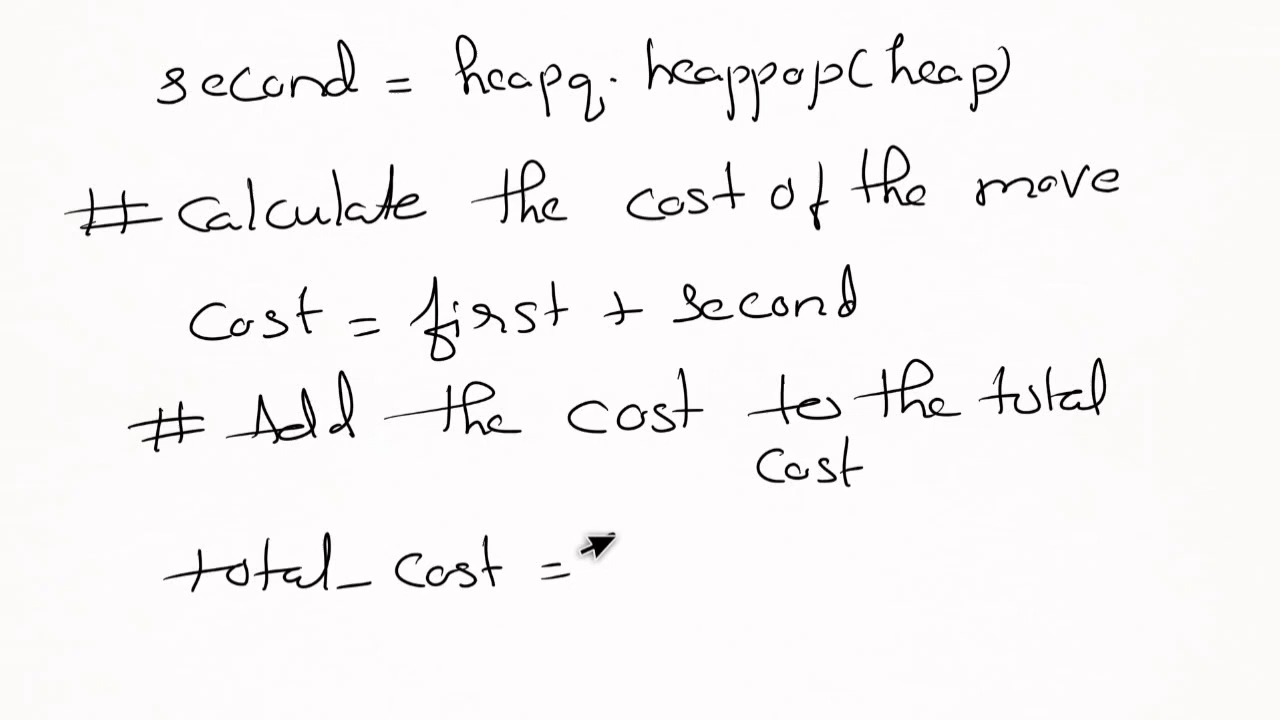 second = heapq. heappop(heap)
# Calculate the cost of the move
cost = first + second
# Add the cost to the total
cost
total_cost =